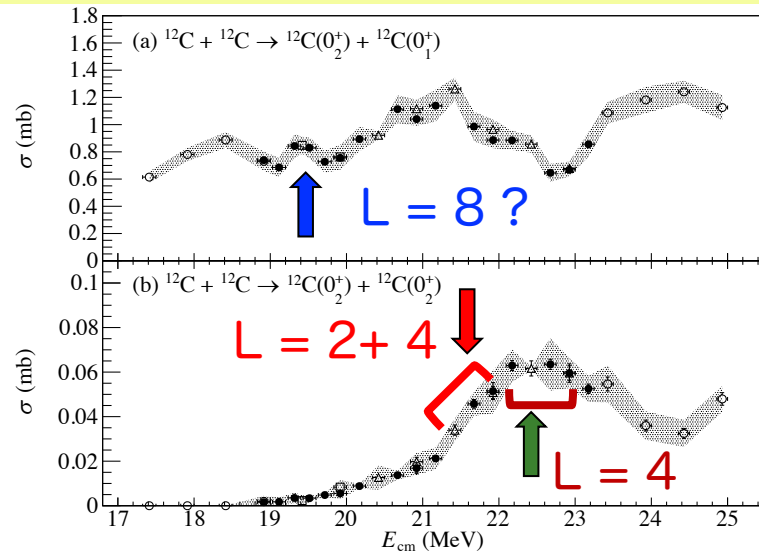 1.8
1.6
1.4
1.2
1
0.8
0.6
0.4
0.2
0
σ (mb)
(a) ¹²C + ¹²C → ¹²C(0₂⁺) + ¹²C(0₁⁺)
L = 8 ?
0.1
0.08
0.06
0.04
0.02
0
σ (mb)
(b) ¹²C + ¹²C → ¹²C(0₂⁺) + ¹²C(0₂⁺)
L = 2+ 4
L = 4
17 18 19 20 21 22 23 24 25
E_cm (MeV)